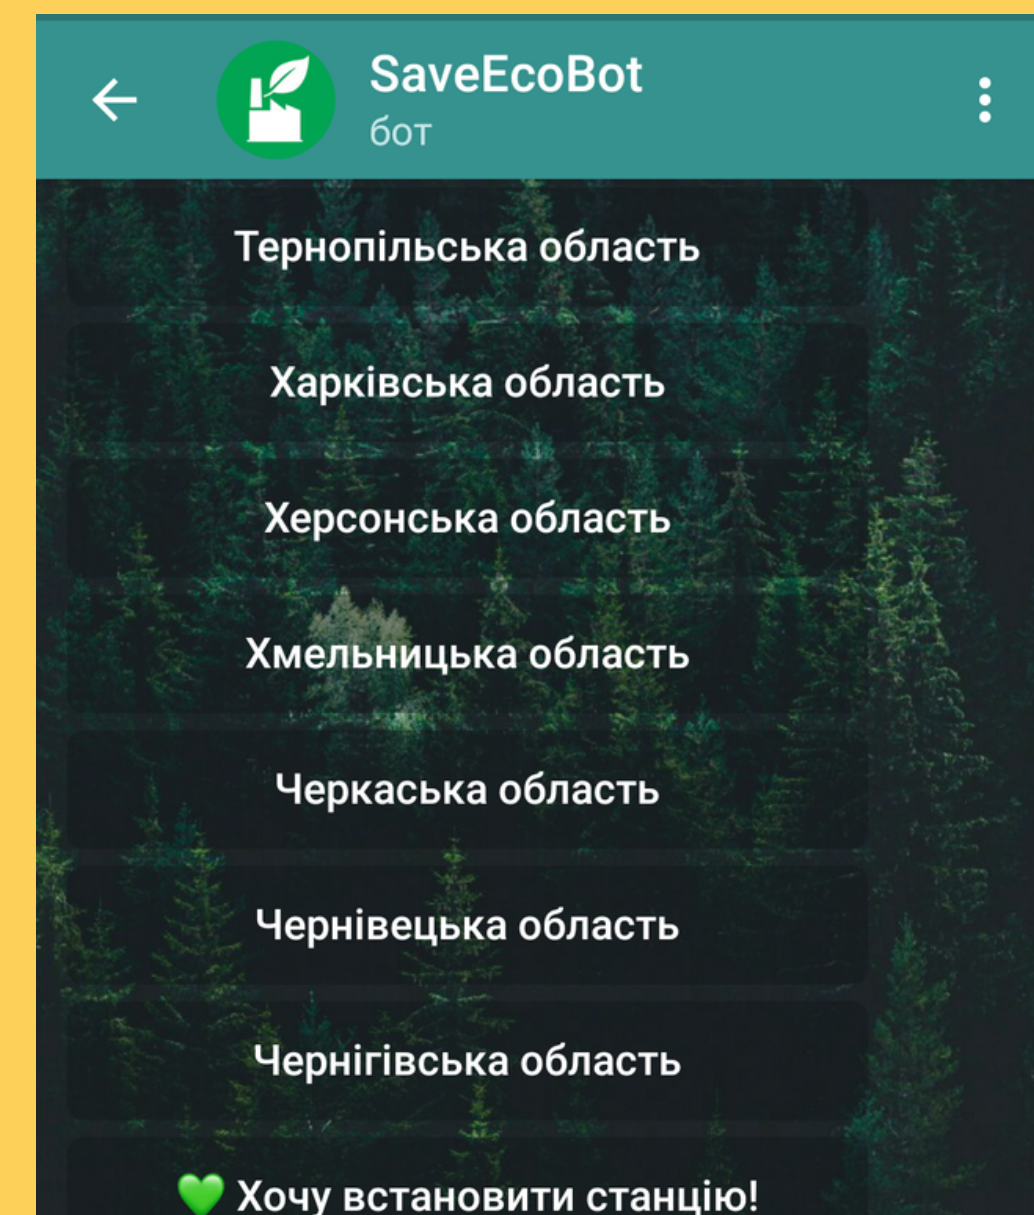 SaveEcoBot
бот
Тернопільська область
Харківська область
Херсонська область
Хмельницька область
Черкаська область
Чернівецька область
Чернігівська область
💚 Хочу встановити станцію!